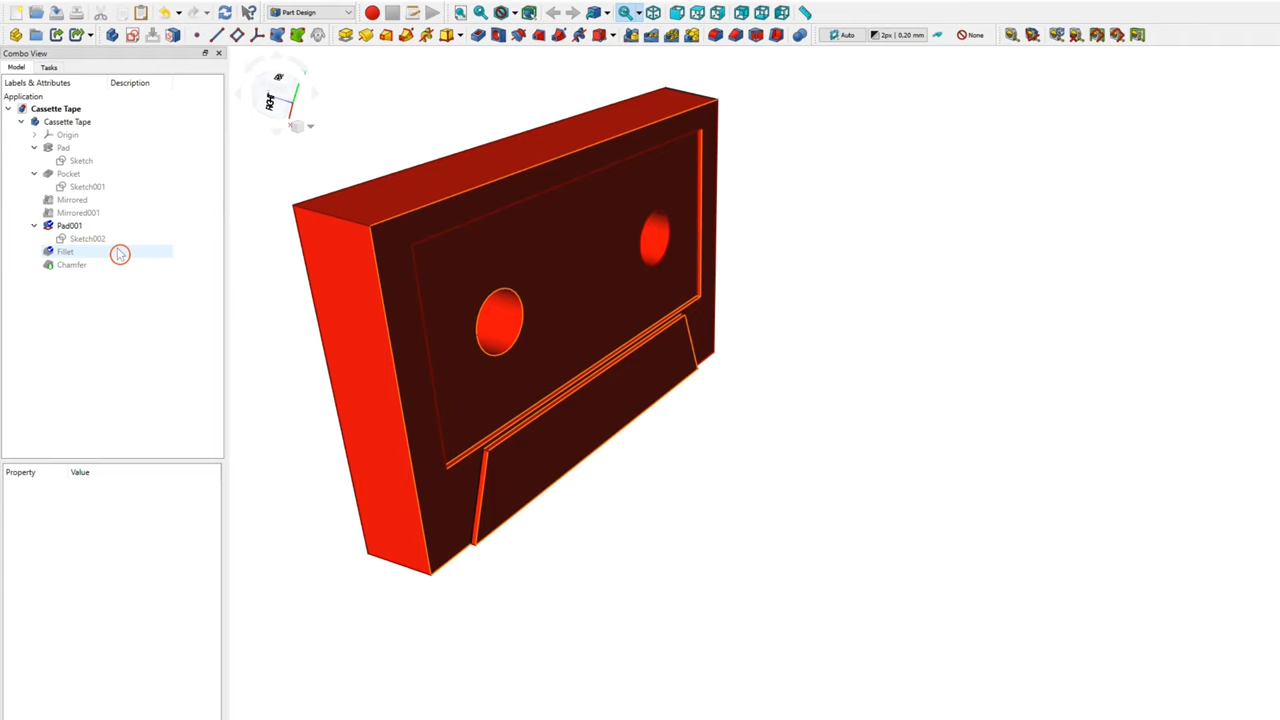 Part Design
Auto
2px | 0,20 mm
None
Combo View
Model Tasks
Labels & Attributes Description
Application
Cassette Tape
Cassette Tape
Origin
Pad
Sketch
Pocket
Sketch001
Mirrored
Mirrored001
Pad001
Sketch002
Fillet
Chamfer
Property Value
RIGHT